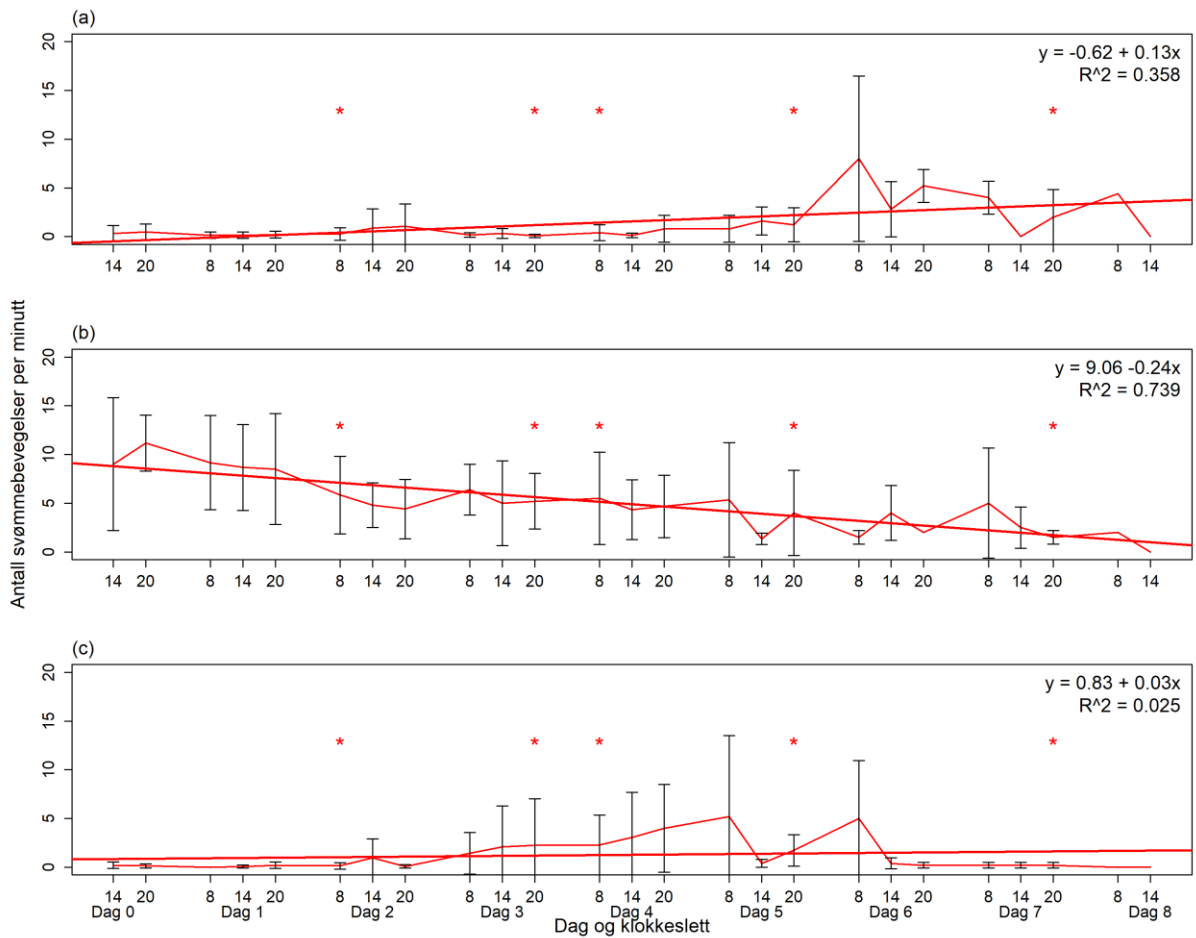 (a)
20
15
10
5
0
y = -0.62 + 0.13x
R^2 = 0.358
* * * * *
14 20 8 14 20 8 14 20 8 14 20 8 14 20 8 14 20 8 14 20 8 14 20 8 14
Antall svømmebevegelser per minutt
(b)
20
15
10
5
0
y = 9.06 -0.24x
R^2 = 0.739
* * * * *
14 20 8 14 20 8 14 20 8 14 20 8 14 20 8 14 20 8 14 20 8 14 20 8 14
(c)
20
15
10
5
0
y = 0.83 + 0.03x
R^2 = 0.025
* * * * *
14 20 8 14 20 8 14 20 8 14 20 8 14 20 8 14 20 8 14 20 8 14 20 8 14
Dag 0 Dag 1 Dag 2 Dag 3 Dag 4 Dag 5 Dag 6 Dag 7 Dag 8
Dag og klokkeslett